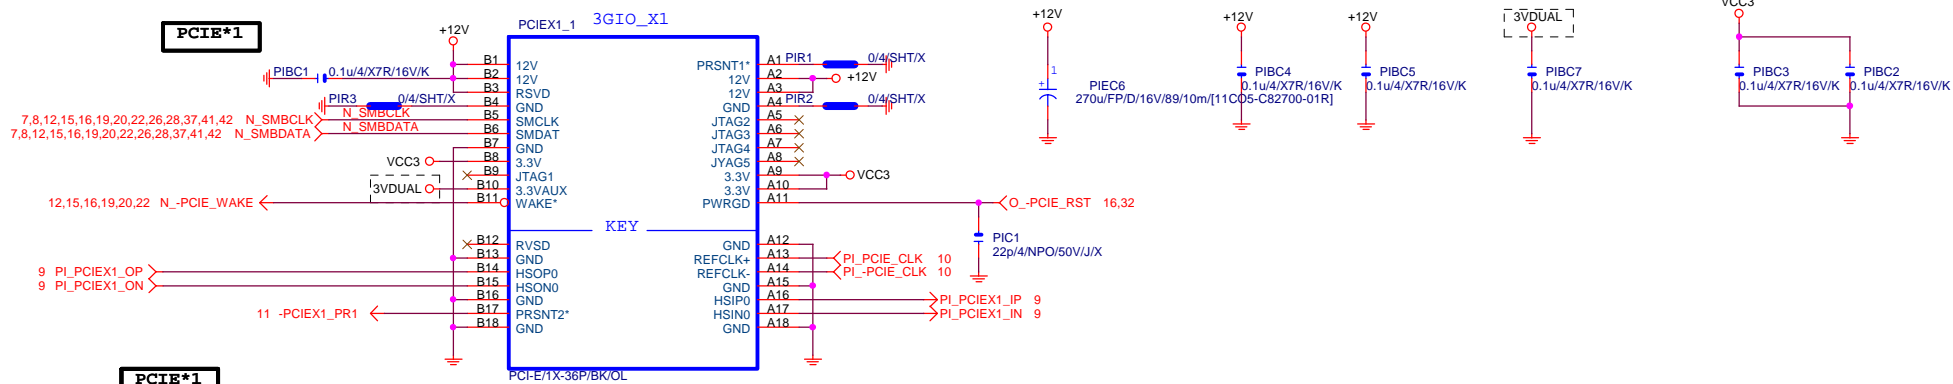 PCIE*1
PCIEX1_1
3GIO_X1
+12V
PIBC1
0.1u/4/X7R/16V/K
PIR3
0/4/SHT/X
7,8,12,15,16,19,20,22,26,28,37,41,42 N_SMBCLK
N_SMBCLK
7,8,12,15,16,19,20,22,26,28,37,41,42 N_SMBDATA
N_SMBDATA
VCC3
3VDUAL
12,15,16,19,20,22 N_-PCIE_WAKE
9 PI_PCIEX1_OP
9 PI_PCIEX1_ON
11 -PCIEX1_PR1
B1 12V
B2 12V
B3 RSVD
B4 GND
B5 SMCLK
B6 SMDAT
B7 GND
B8 3.3V
B9 JTAG1
B10 3.3VAUX
B11 WAKE*
KEY
B12 RVSD
B13 GND
B14 HSOP0
B15 HSON0
B16 GND
B17 PRSNT2*
B18 GND
PRSNT1* A1
12V A2
12V A3
GND A4
JTAG2 A5
JTAG3 A6
JTAG4 A7
JYAG5 A8
3.3V A9
3.3V A10
PWRGD A11
GND A12
REFCLK+ A13
REFCLK- A14
GND A15
HSIP0 A16
HSIN0 A17
GND A18
PCI-E/1X-36P/BK/OL
PIR1
0/4/SHT/X
+12V
PIR2
0/4/SHT/X
VCC3
O_-PCIE_RST 16,32
PIC1
22p/4/NPO/50V/J/X
PI_PCIE_CLK 10
PI_-PCIE_CLK 10
PI_PCIEX1_IP 9
PI_PCIEX1_IN 9
+12V
1
+
PIEC6
270u/FP/D/16V/89/10m/[11CO5-C82700-01R]
+12V
PIBC4
0.1u/4/X7R/16V/K
+12V
PIBC5
0.1u/4/X7R/16V/K
3VDUAL
PIBC7
0.1u/4/X7R/16V/K
VCC3
PIBC3
0.1u/4/X7R/16V/K
PIBC2
0.1u/4/X7R/16V/K
PCIE*1